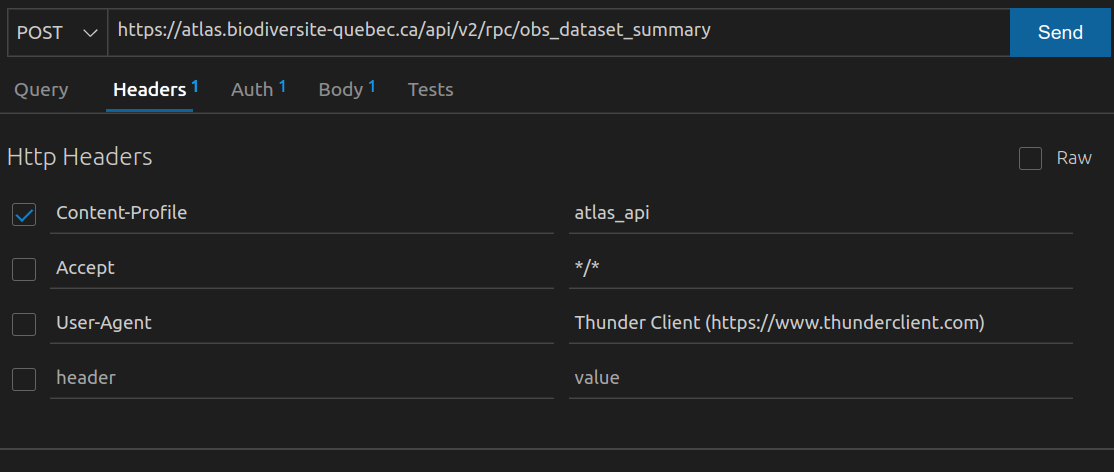 POST https://atlas.biodiversite-quebec.ca/api/v2/rpc/obs_dataset_summary Send
Query Headers 1 Auth 1 Body 1 Tests
Http Headers Raw
Content-Profile atlas_api
Accept */*
User-Agent Thunder Client (https://www.thunderclient.com)
header value